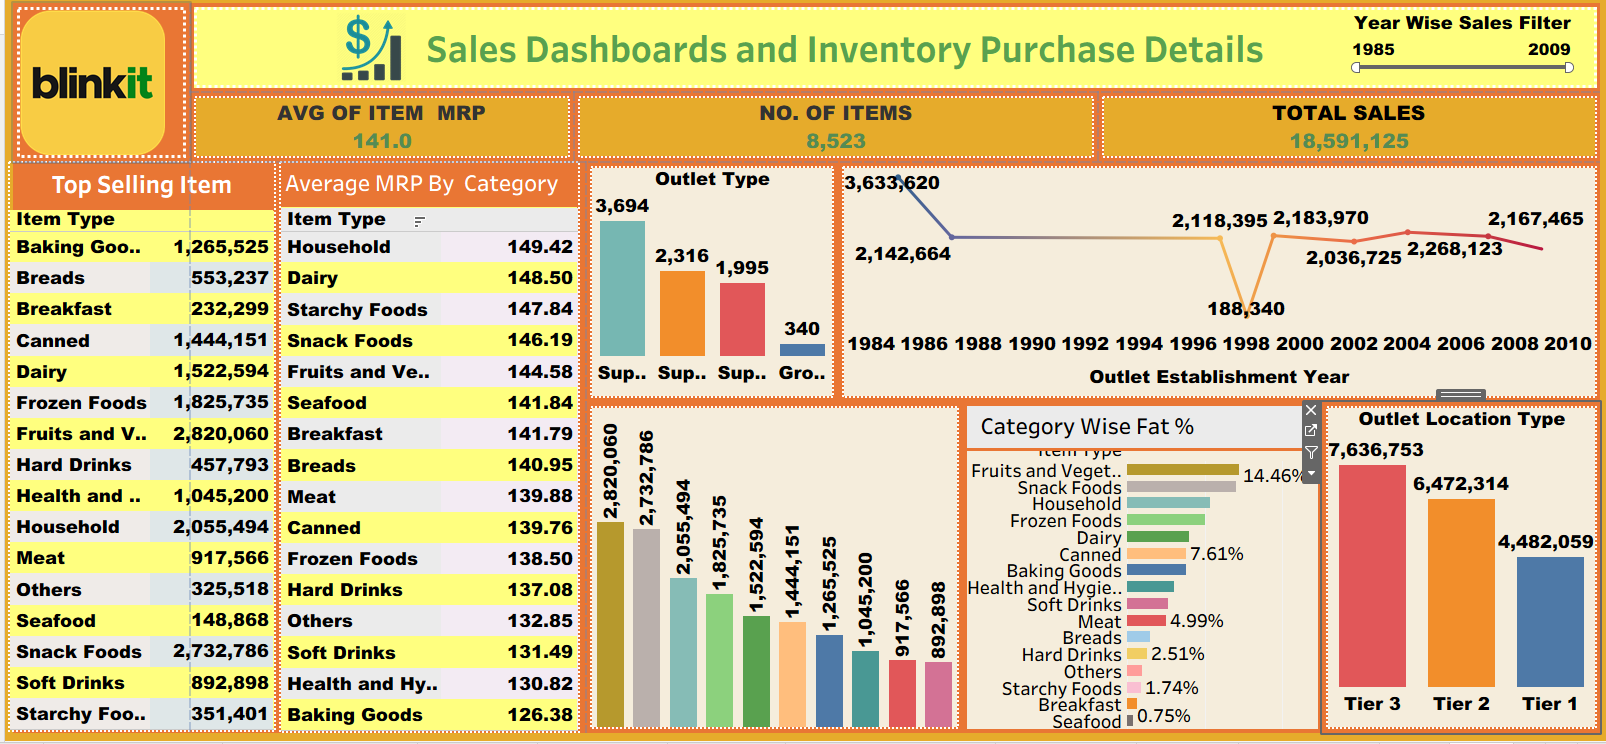 blinkit
$
Sales Dashboards and Inventory Purchase Details
Year Wise Sales Filter
1985 2009
AVG OF ITEM MRP
141.0
NO. OF ITEMS
8,523
TOTAL SALES
18,591,125
Top Selling Item
Item Type
Baking Goo.. 1,265,525
Breads 553,237
Breakfast 232,299
Canned 1,444,151
Dairy 1,522,594
Frozen Foods 1,825,735
Fruits and V.. 2,820,060
Hard Drinks 457,793
Health and .. 1,045,200
Household 2,055,494
Meat 917,566
Others 325,518
Seafood 148,868
Snack Foods 2,732,786
Soft Drinks 892,898
Starchy Foo.. 351,401
Average MRP By Category
Item Type
Household 149.42
Dairy 148.50
Starchy Foods 147.84
Snack Foods 146.19
Fruits and Ve.. 144.58
Seafood 141.84
Breakfast 141.79
Breads 140.95
Meat 139.88
Canned 139.76
Frozen Foods 138.50
Hard Drinks 137.08
Others 132.85
Soft Drinks 131.49
Health and Hy.. 130.82
Baking Goods 126.38
Outlet Type
3,694
2,316
1,995
340
Sup.. Sup.. Sup.. Gro..
3,633,620
2,142,664
2,118,395
188,340
2,183,970
2,036,725
2,268,123
2,167,465
1984 1986 1988 1990 1992 1994 1996 1998 2000 2002 2004 2006 2008 2010
Outlet Establishment Year
2,820,060
2,732,786
2,055,494
1,825,735
1,522,594
1,444,151
1,265,525
1,045,200
917,566
892,898
Category Wise Fat %
Item Type
Fruits and Veget.. 14.46%
Snack Foods
Household
Frozen Foods
Dairy
Canned 7.61%
Baking Goods
Health and Hygie..
Soft Drinks
Meat 4.99%
Breads
Hard Drinks 2.51%
Others
Starchy Foods 1.74%
Breakfast
Seafood 0.75%
Outlet Location Type
7,636,753
6,472,314
4,482,059
Tier 3 Tier 2 Tier 1